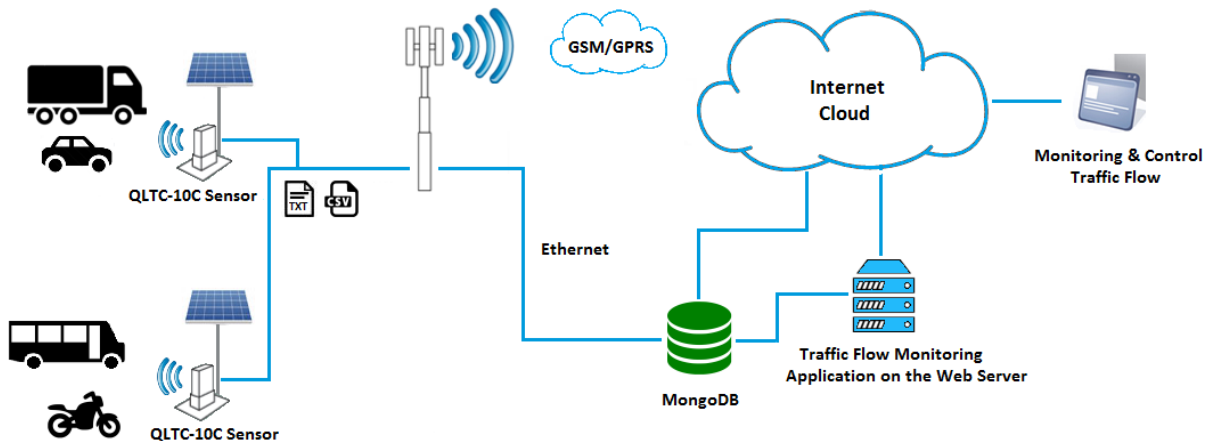 GSM/GPRS
Internet
Cloud
Monitoring & Control
Traffic Flow
QLTC-10C Sensor
TXT
CSV
Ethernet
Traffic Flow Monitoring
Application on the Web Server
MongoDB
QLTC-10C Sensor